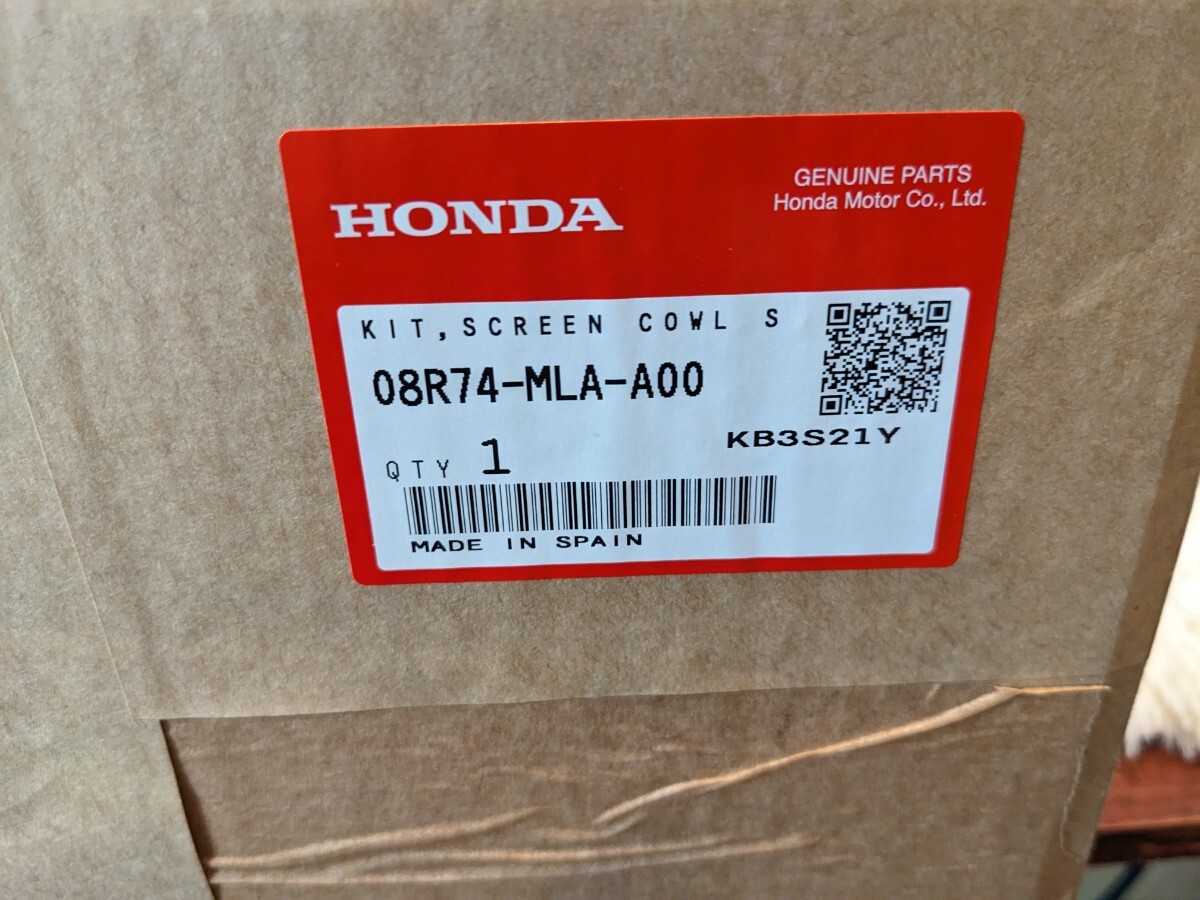 HONDA
GENUINE PARTS
Honda Motor Co., Ltd.
KIT,SCREEN COWL S
08R74-MLA-A00
KB3S21Y
QTY 1
MADE IN SPAIN